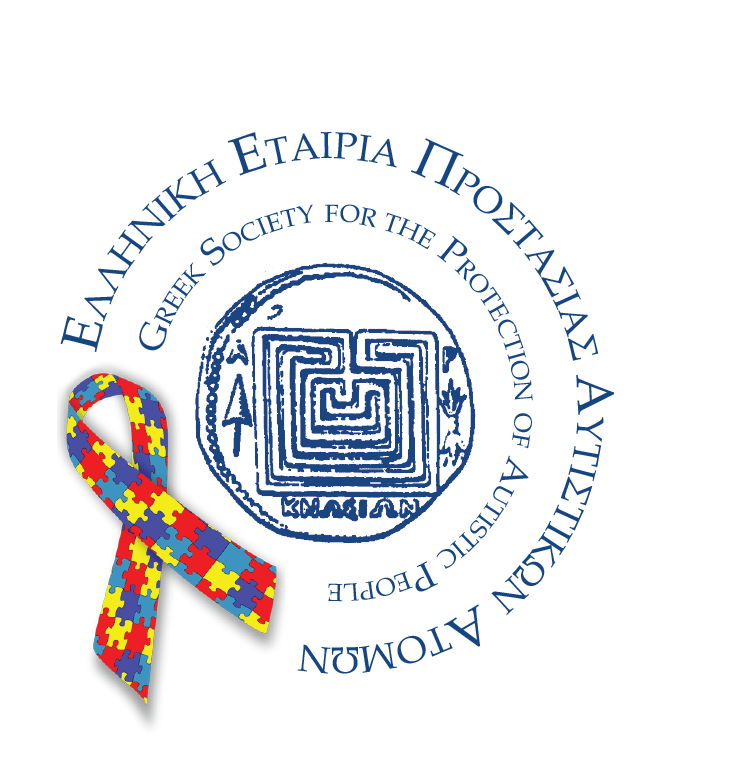 Ελληνικη Εταιρια Προστασιας Αυτιστικων Ατομων
Greek Society for the Protection of Autistic People
ΚΝΩΣΙΩΝ